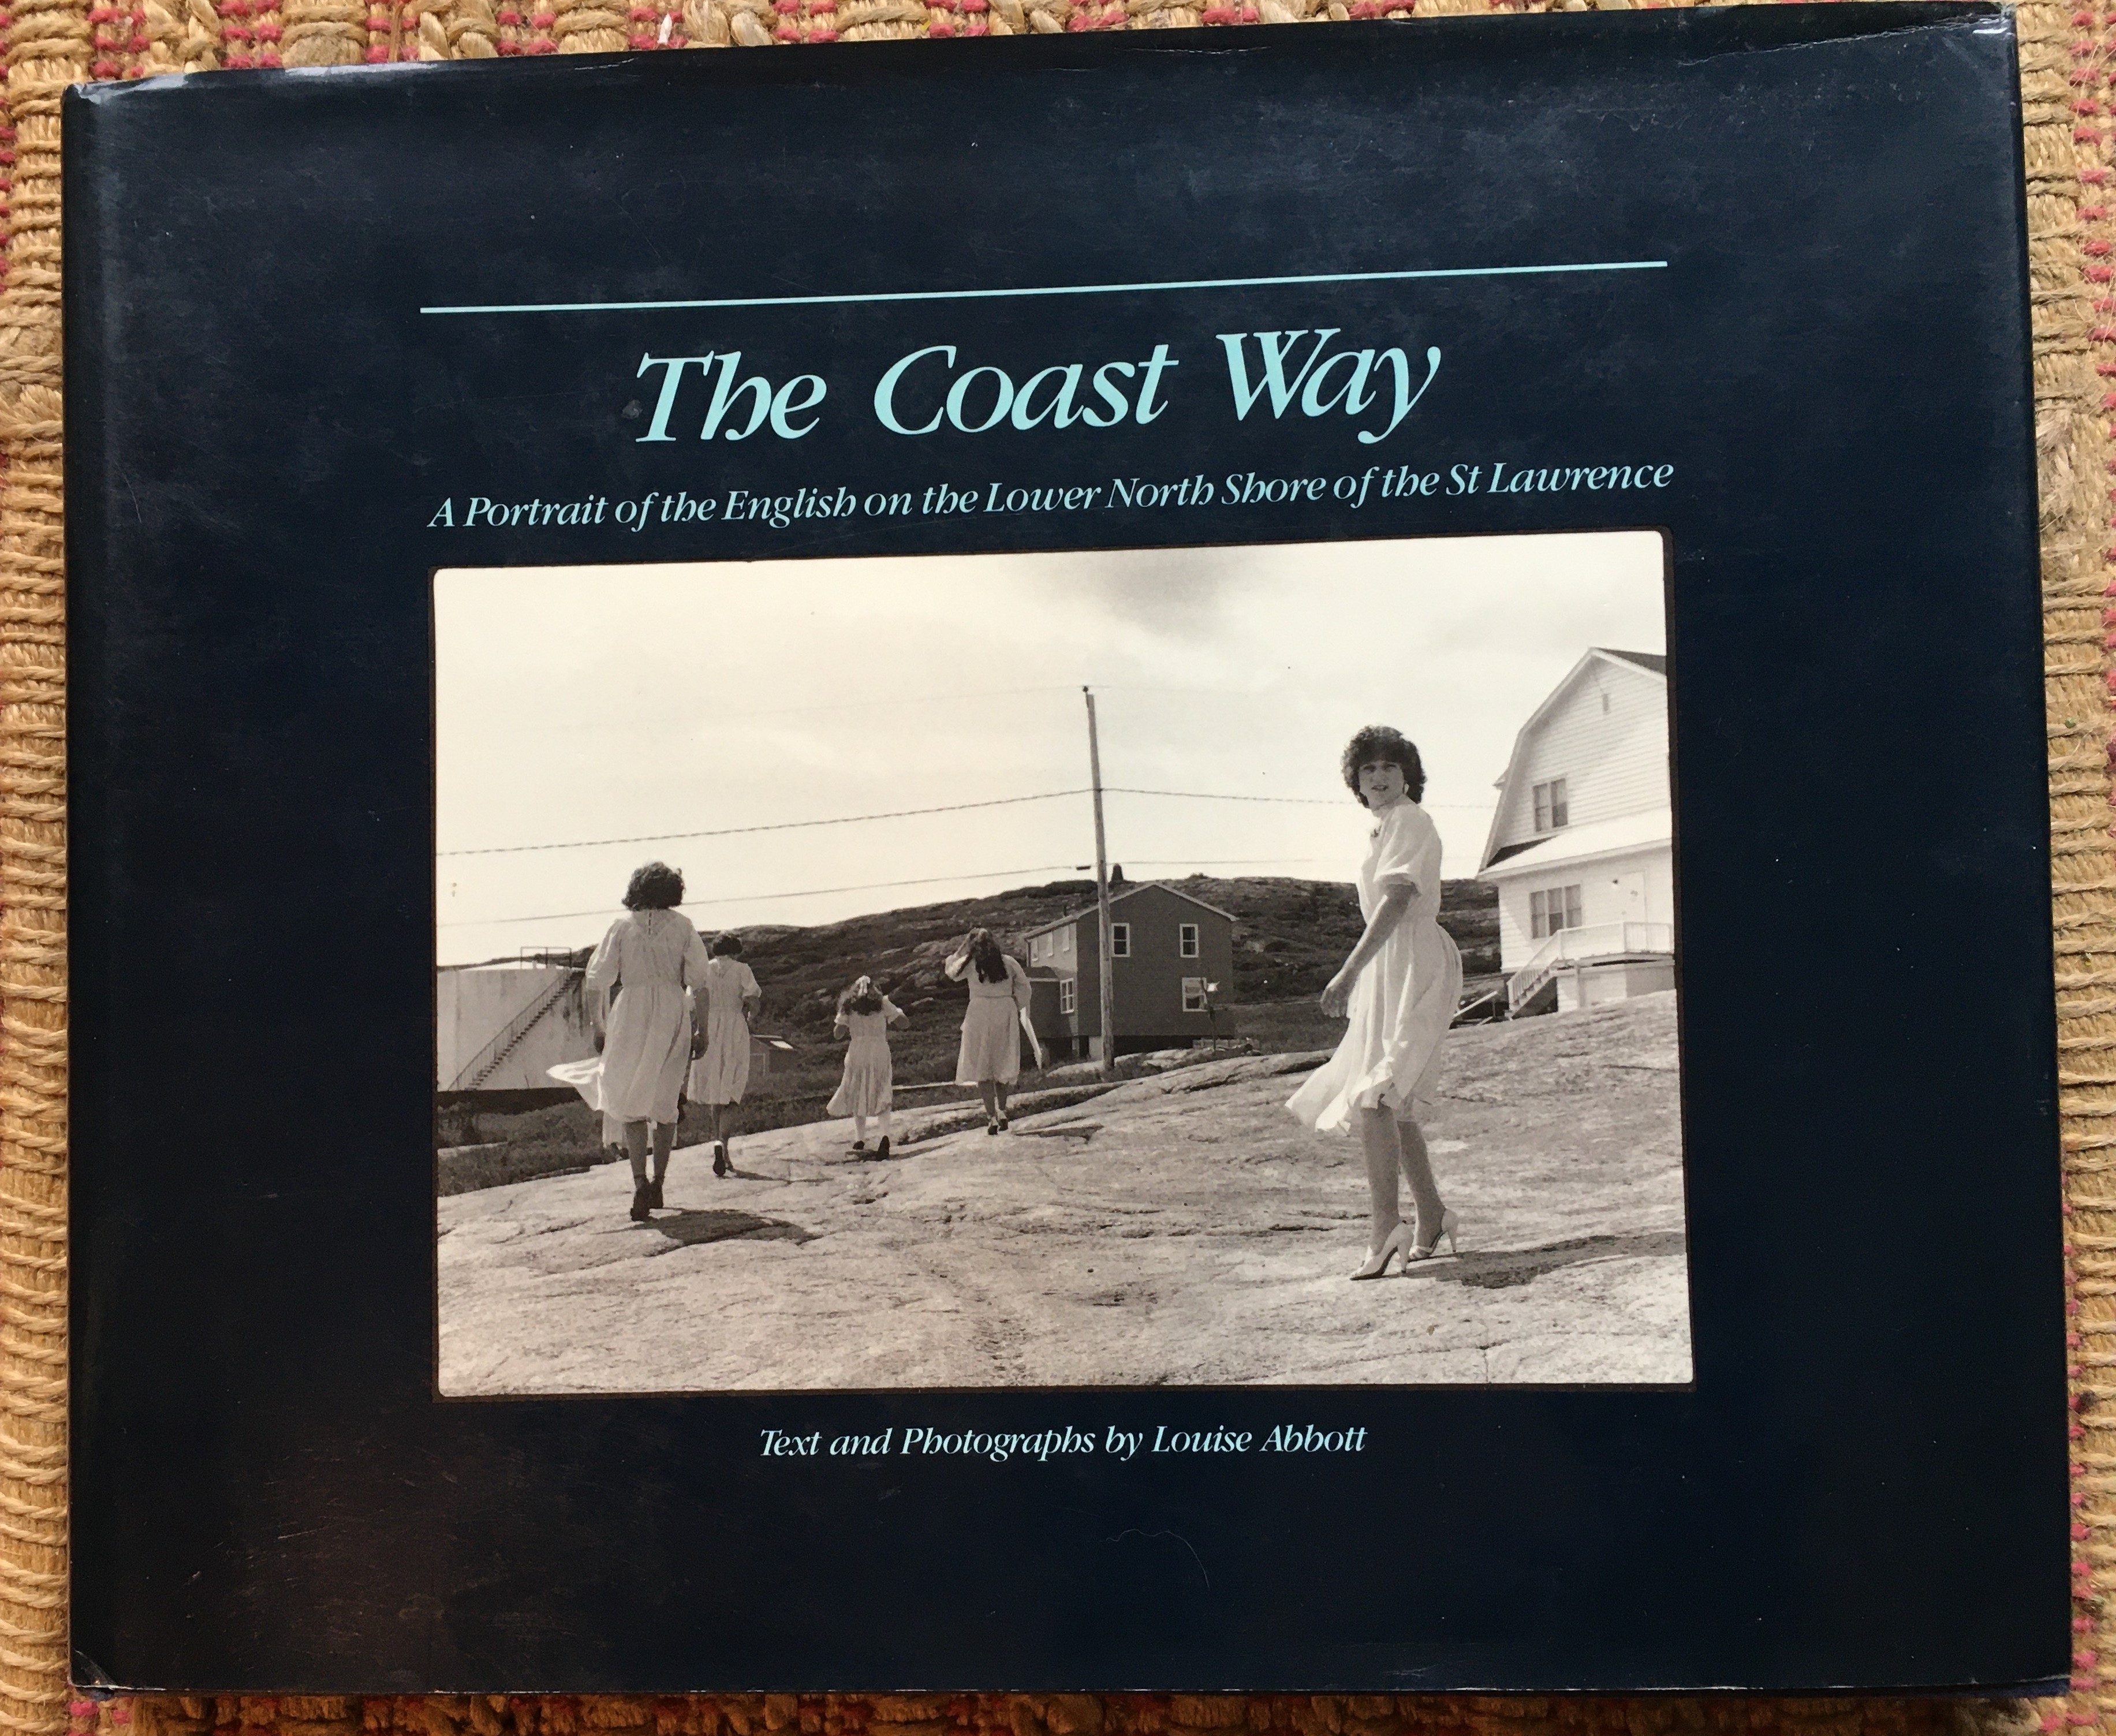 The Coast Way
A Portrait of the English on the Lower North Shore of the St Lawrence
Text and Photographs by Louise Abbott